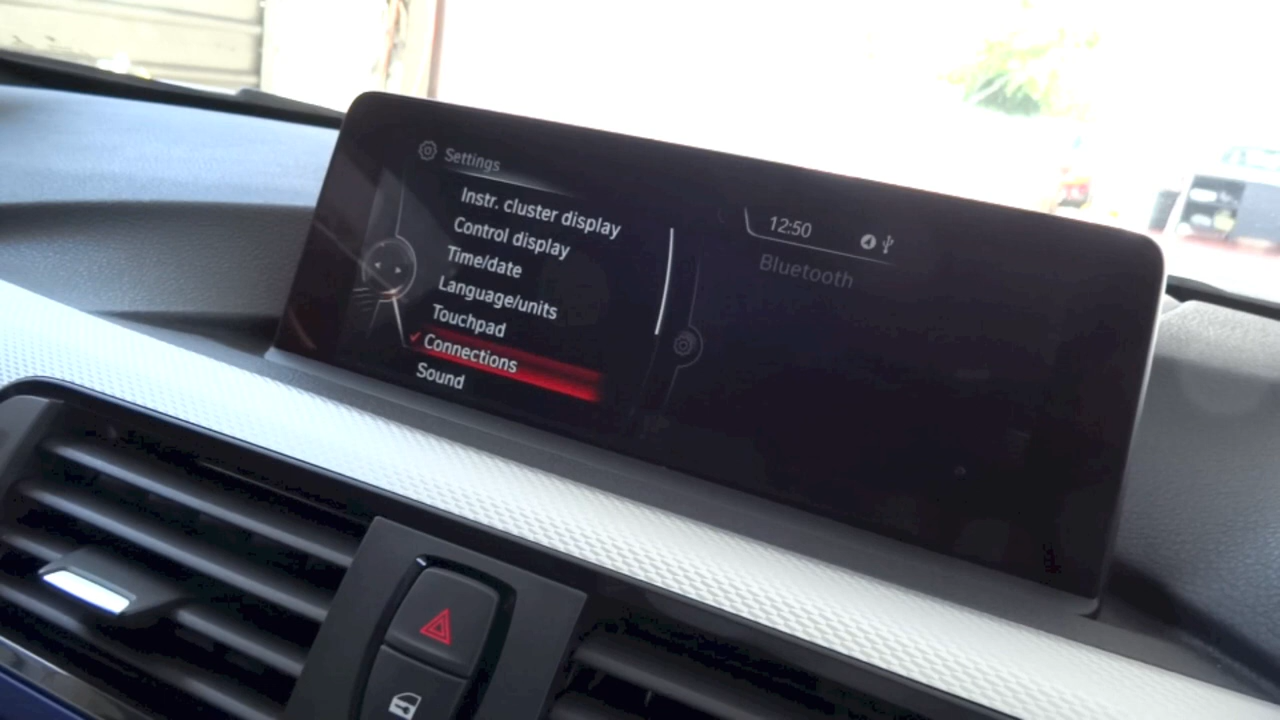 Settings
Instr. cluster display
Control display
Time/date
Language/units
Touchpad
Connections
Sound
12:50
Bluetooth